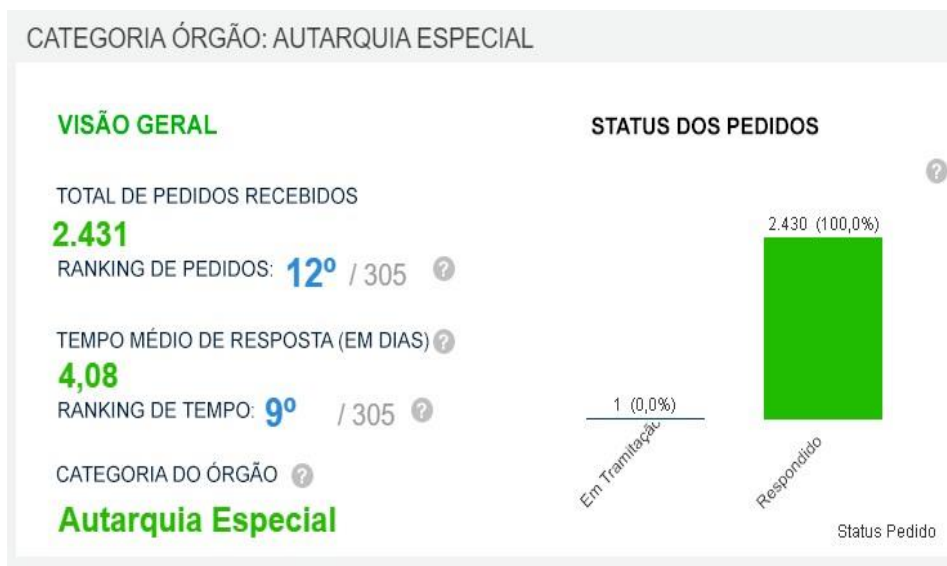 CATEGORIA ÓRGÃO: AUTARQUIA ESPECIAL
VISÃO GERAL
TOTAL DE PEDIDOS RECEBIDOS
2.431
RANKING DE PEDIDOS: 12º / 305 ?
TEMPO MÉDIO DE RESPOSTA (EM DIAS) ?
4,08
RANKING DE TEMPO: 9º / 305 ?
CATEGORIA DO ÓRGÃO ?
Autarquia Especial
STATUS DOS PEDIDOS
?
2.430 (100,0%)
1 (0,0%)
Em Tramitação
Respondido
Status Pedido